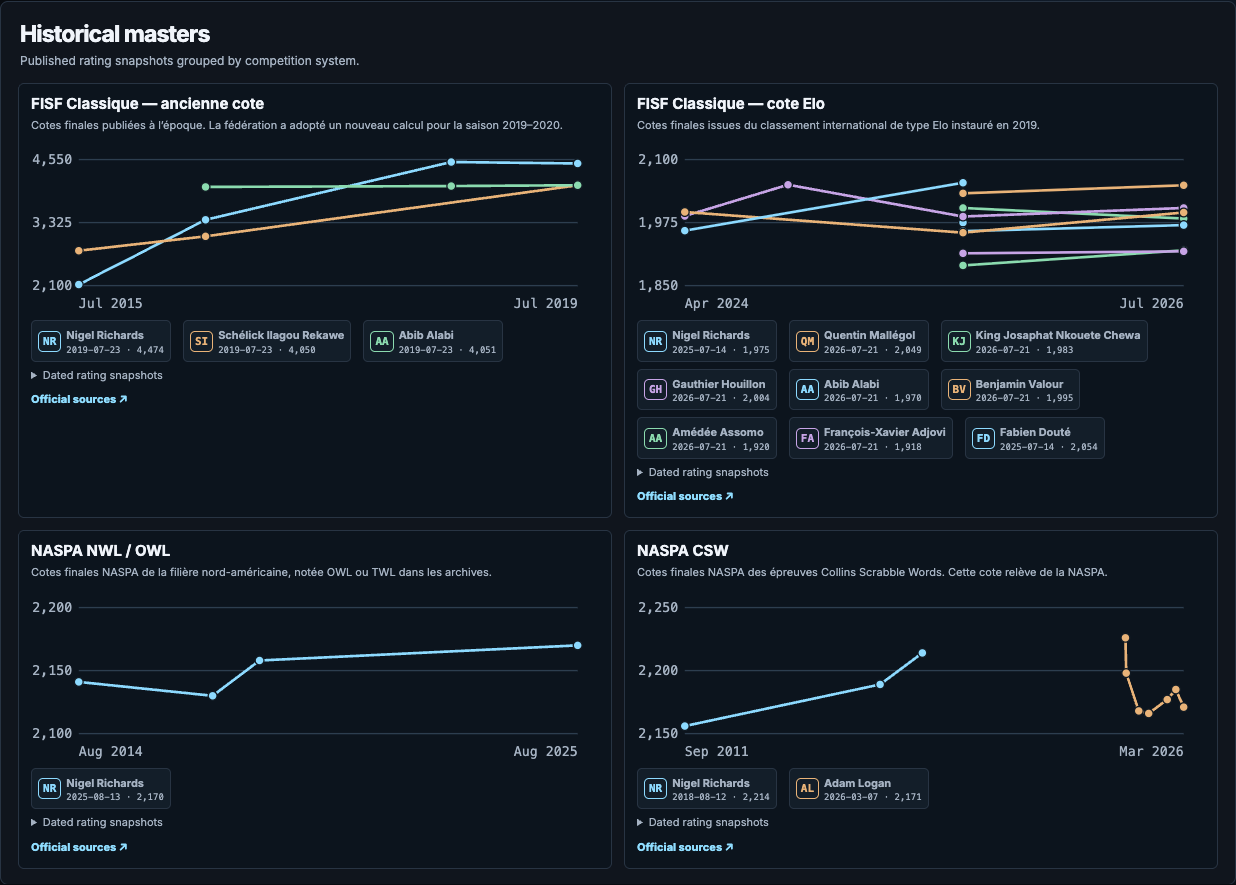 Historical masters
Published rating snapshots grouped by competition system.
FISF Classique — ancienne cote
Cotes finales publiées à l'époque. La fédération a adopté un nouveau calcul pour la saison 2019–2020.
4,550
3,325
2,100
Jul 2015
Jul 2019
NR Nigel Richards
2019-07-23 · 4,474
SI Schélick Ilagou Rekawe
2019-07-23 · 4,050
AA Abib Alabi
2019-07-23 · 4,051
▶ Dated rating snapshots
Official sources ↗
FISF Classique — cote Elo
Cotes finales issues du classement international de type Elo instauré en 2019.
2,100
1,975
1,850
Apr 2024
Jul 2026
NR Nigel Richards
2025-07-14 · 1,975
QM Quentin Mallégol
2026-07-21 · 2,049
KJ King Josaphat Nkouete Chewa
2026-07-21 · 1,983
GH Gauthier Houillon
2026-07-21 · 2,004
AA Abib Alabi
2026-07-21 · 1,970
BV Benjamin Valour
2026-07-21 · 1,995
AA Amédée Assomo
2026-07-21 · 1,920
FA François-Xavier Adjovi
2026-07-21 · 1,918
FD Fabien Douté
2025-07-14 · 2,054
▶ Dated rating snapshots
Official sources ↗
NASPA NWL / OWL
Cotes finales NASPA de la filière nord-américaine, notée OWL ou TWL dans les archives.
2,200
2,150
2,100
Aug 2014
Aug 2025
NR Nigel Richards
2025-08-13 · 2,170
▶ Dated rating snapshots
Official sources ↗
NASPA CSW
Cotes finales NASPA des épreuves Collins Scrabble Words. Cette cote relève de la NASPA.
2,250
2,200
2,150
Sep 2011
Mar 2026
NR Nigel Richards
2018-08-12 · 2,214
AL Adam Logan
2026-03-07 · 2,171
▶ Dated rating snapshots
Official sources ↗